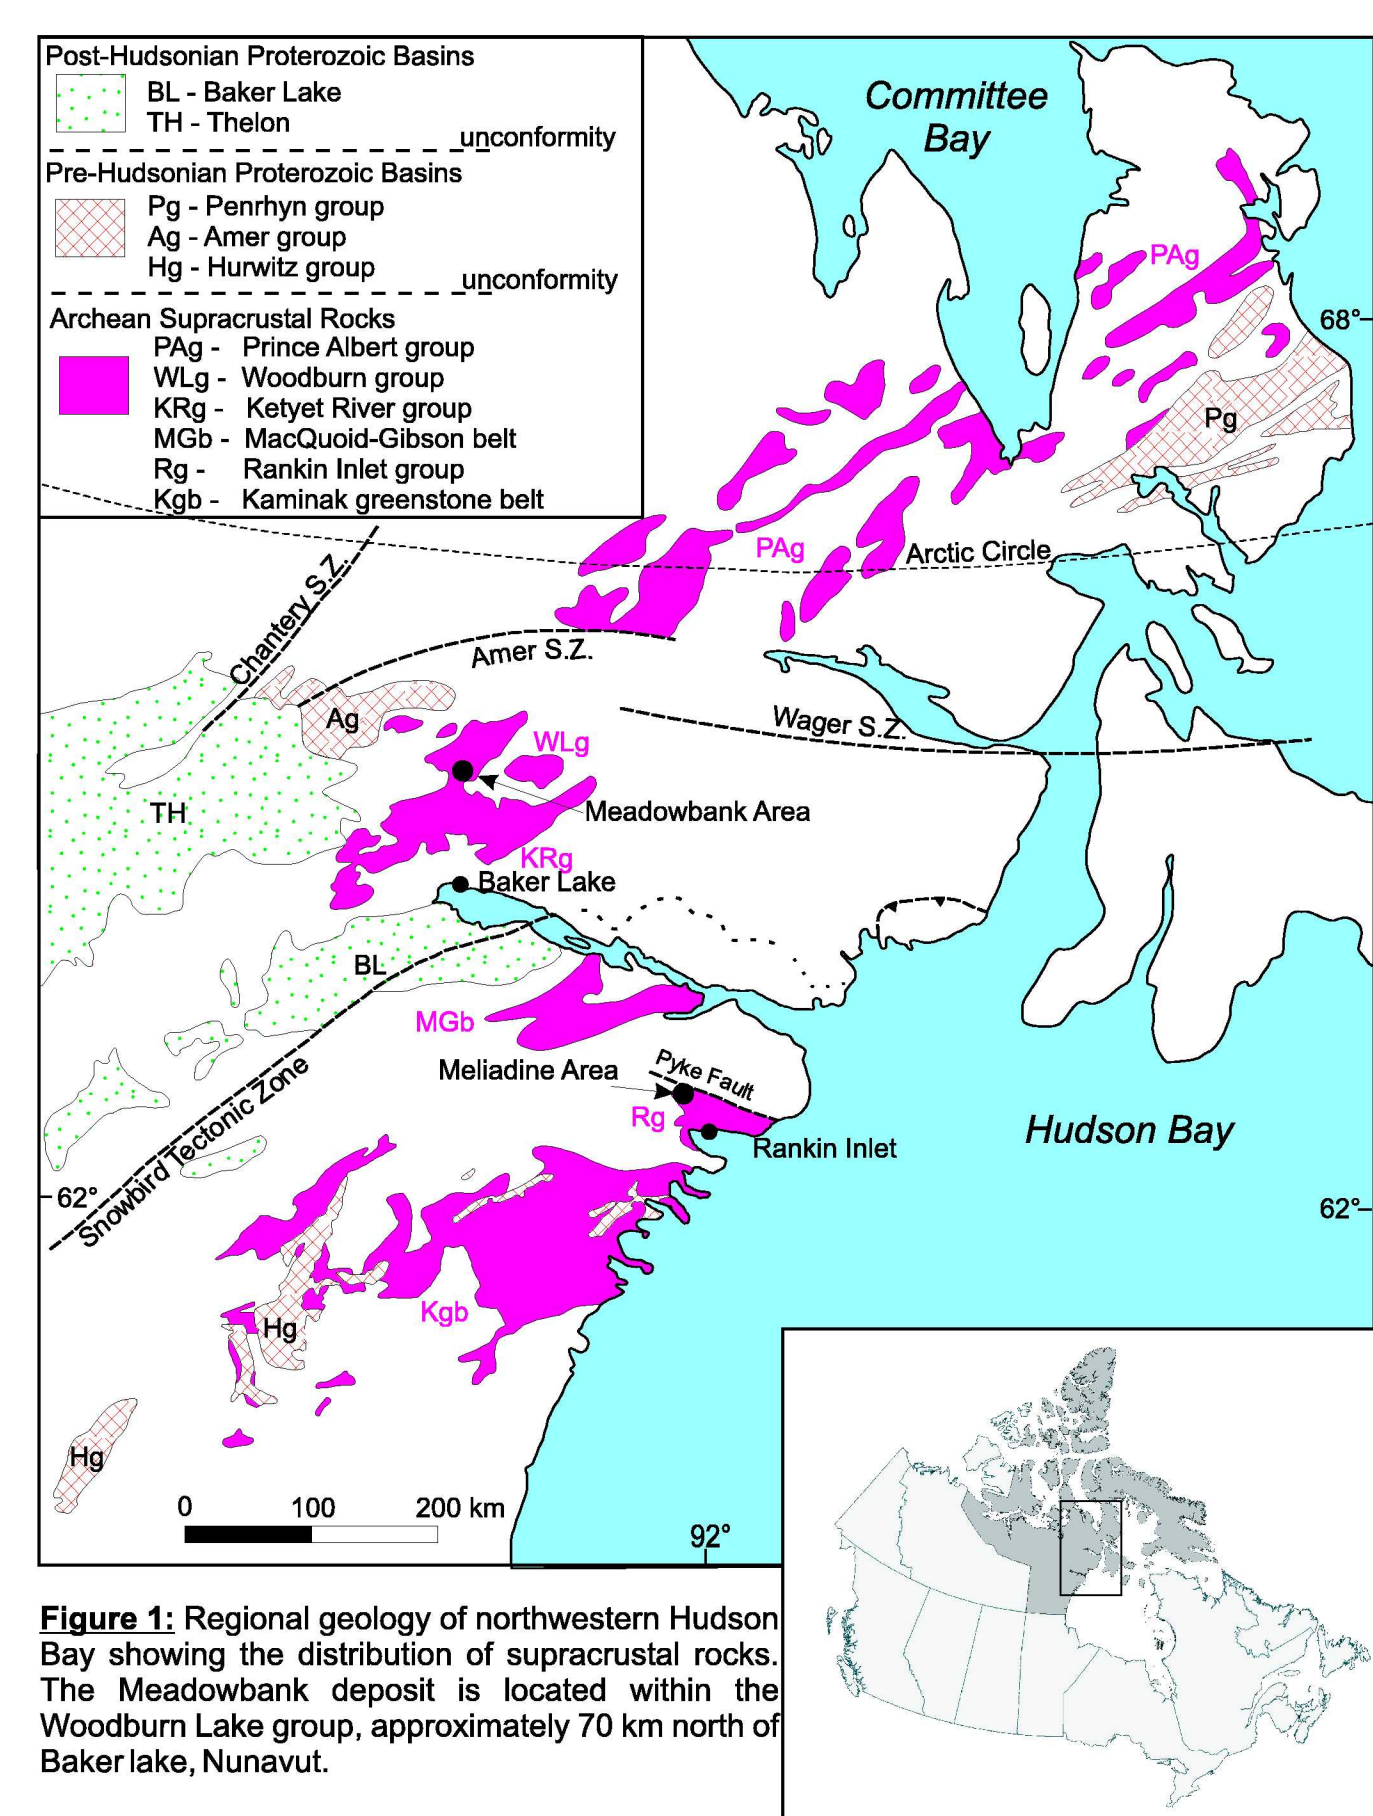 Post-Hudsonian Proterozoic Basins
BL - Baker Lake
TH - Thelon
unconformity
Pre-Hudsonian Proterozoic Basins
Pg - Penrhyn group
Ag - Amer group
Hg - Hurwitz group
unconformity
Archean Supracrustal Rocks
PAg - Prince Albert group
WLg - Woodburn group
KRg - Ketyet River group
MGb - MacQuoid-Gibson belt
Rg - Rankin Inlet group
Kgb - Kaminak greenstone belt
Committee
Bay
PAg
68°
Pg
PAg
Arctic Circle
Chantery S.Z.
Amer S.Z.
Ag
Wager S.Z.
WLg
TH
Meadowbank Area
KRg
Baker Lake
BL
MGb
Meliadine Area
Pyke Fault
Rg
Rankin Inlet
Hudson Bay
Snowbird Tectonic Zone
62°
62°
Kgb
Hg
Hg
0 100 200 km
92°
Figure 1: Regional geology of northwestern Hudson
Bay showing the distribution of supracrustal rocks.
The Meadowbank deposit is located within the
Woodburn Lake group, approximately 70 km north of
Baker lake, Nunavut.